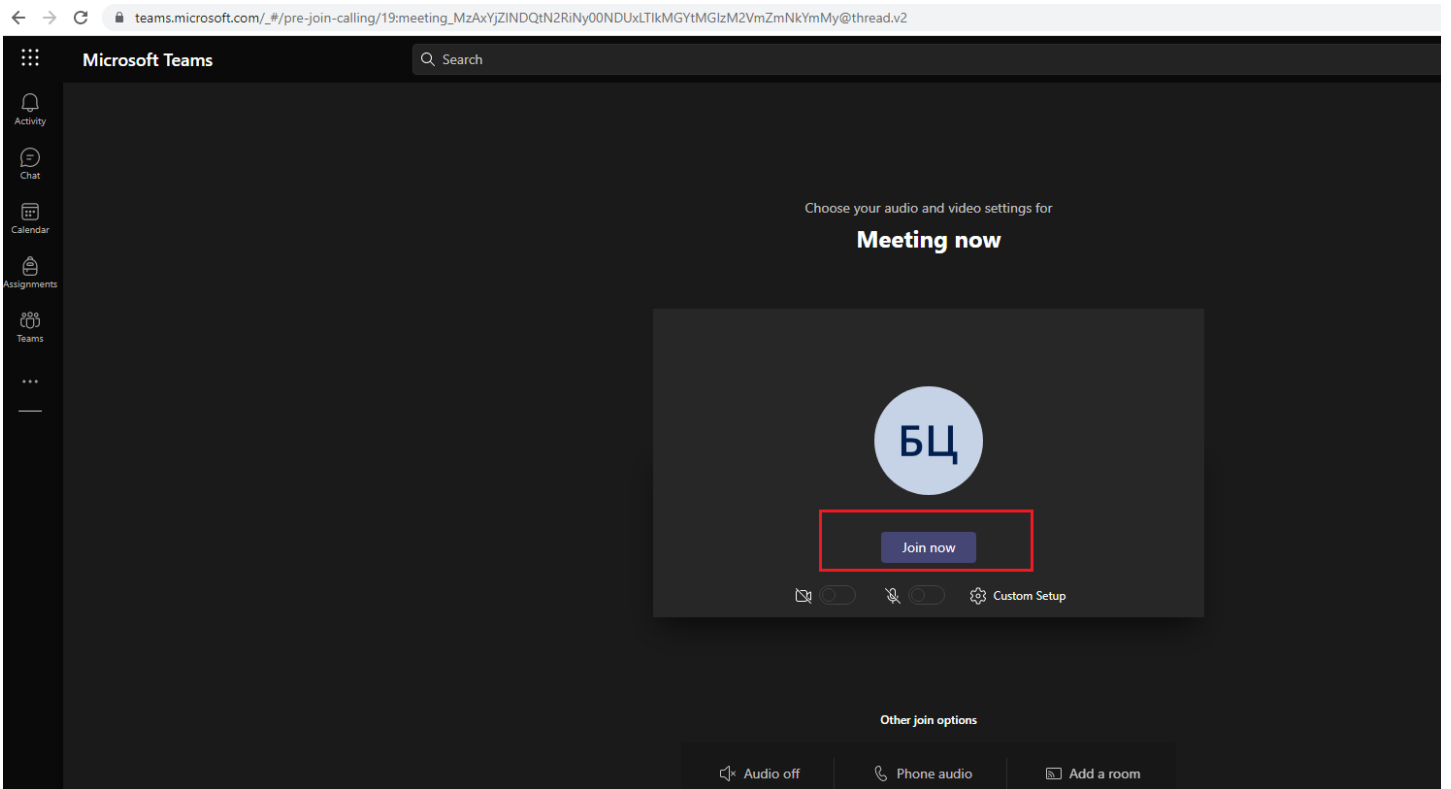 teams.microsoft.com/_#/pre-join-calling/19:meeting_MzAxYjZlNDQtN2RiNy00NDUxLTlkMGYtMGIzM2VmZmNkYmMy@thread.v2
Microsoft Teams
Search
Activity
Chat
Calendar
Assignments
Teams
Choose your audio and video settings for
Meeting now
БЦ
Join now
Custom Setup
Other join options
Audio off
Phone audio
Add a room